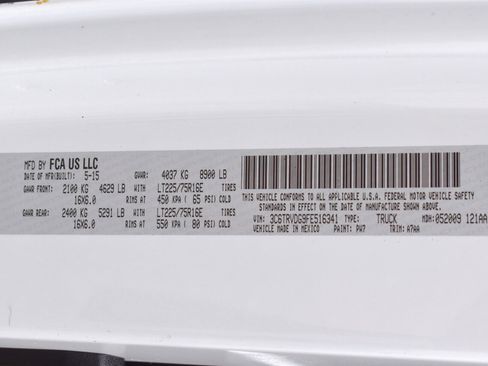 MFD BY FCA US LLC
DATE OF MFR(BUILT): 5-15 GVWR: 4037 KG 8900 LB
GAWR FRONT: 2100 KG 4629 LB WITH LT225/75R16E TIRES
16X6.0 RIMS AT 450 KPA( 65 PSI) COLD
GAWR REAR: 2400 KG 5291 LB WITH LT225/75R16E TIRES
16X6.0 RIMS AT 550 KPA( 80 PSI) COLD
THIS VEHICLE CONFORMS TO ALL APPLICABLE U.S.A. FEDERAL MOTOR VEHICLE SAFETY
STANDARDS IN EFFECT ON THE DATE OF MANUFACTURE SHOWN ABOVE.
VIN: 3C6TRVDG9FE516341 TYPE: TRUCK MDH: 052009 121AA
VEHICLE MADE IN MEXICO PAINT: PW7 TRIM: A7AA